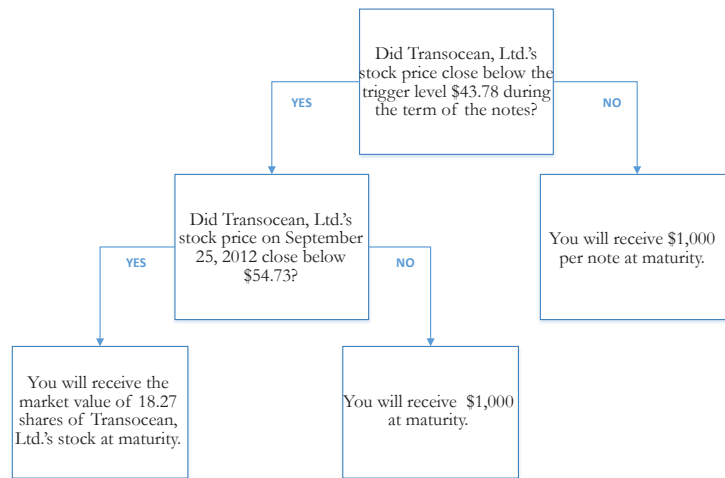 Did Transocean, Ltd.'s
stock price close below the
trigger level $43.78 during
the term of the notes?
YES
NO
Did Transocean, Ltd.'s
stock price on September
25, 2012 close below
$54.73?
You will receive $1,000
per note at maturity.
YES
NO
You will receive the
market value of 18.27
shares of Transocean,
Ltd.'s stock at maturity.
You will receive $1,000
at maturity.